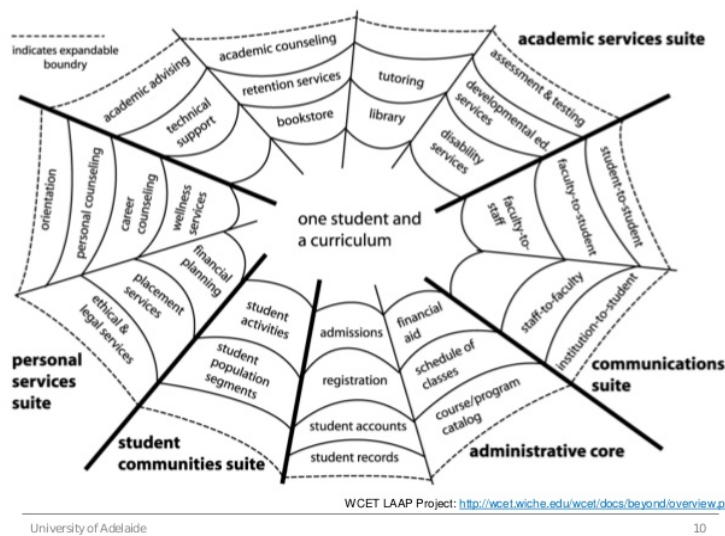 indicates expandable
boundry
academic services suite
academic advising
academic counseling
technical
support
retention services
bookstore
tutoring
library
assessment & testing
developmental ed.
services
disability
services
orientation
personal counseling
career
counseling
wellness
services
financial
planning
placement
services
ethical &
legal services
personal
services
suite
one student and
a curriculum
faculty-to-
staff
faculty-to-student
student-to-student
staff-to-faculty
institution-to-student
communications
suite
student
activities
student
population
segments
student
communities suite
admissions
registration
student accounts
student records
financial
aid
schedule of
classes
course/program
catalog
administrative core
WCET LAAP Project: http://wcet.wiche.edu/wcet/docs/beyond/overview.p
University of Adelaide
10